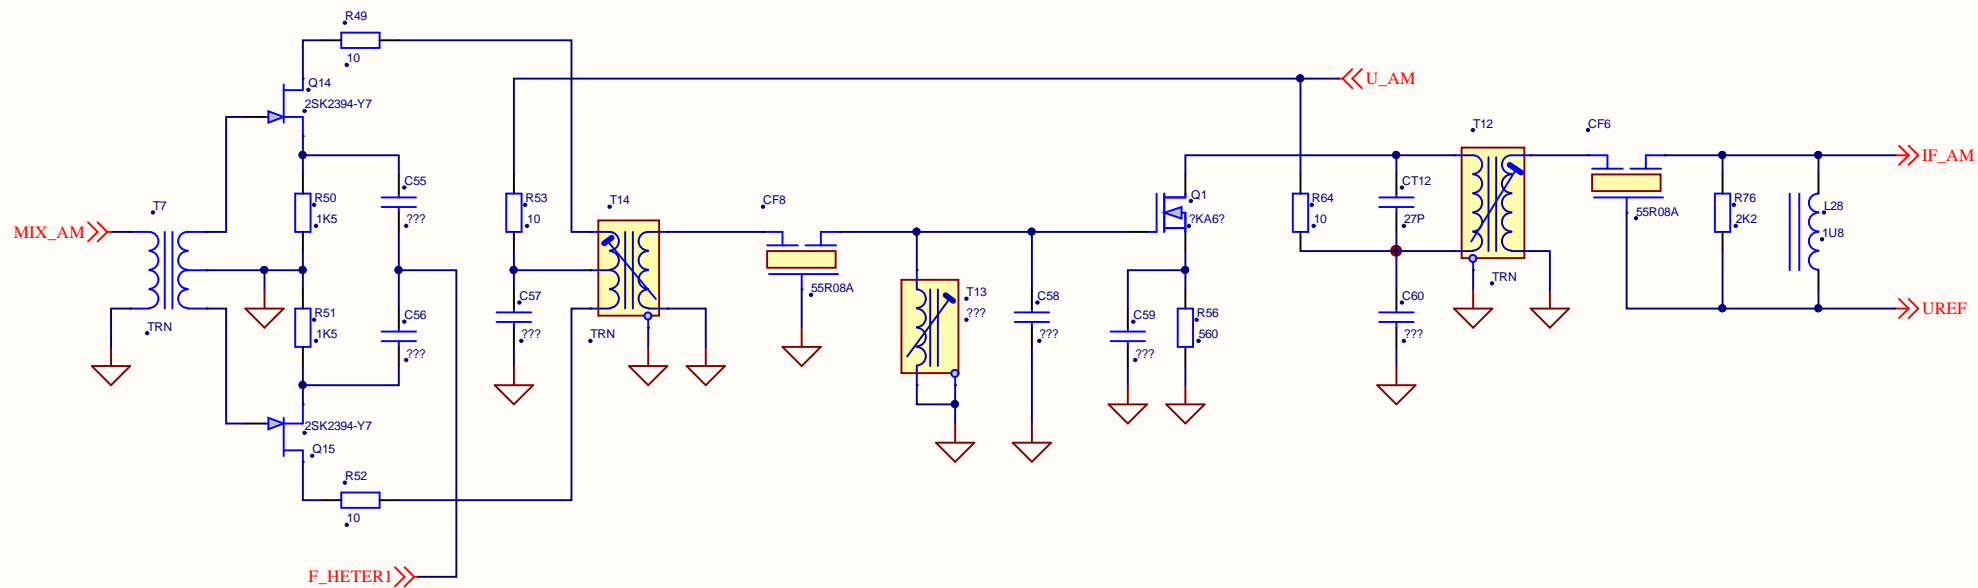 R49
10
Q14
2SK2394-Y7
U_AM
T12
CF6
IF_AM
C55
???
R50
1K5
R53
10
T14
CF8
Q1
?KA6?
R64
10
CT12
27P
R76
2K2
L28
1U8
T7
MIX_AM
55R08A
55R08A
TRN
T13
???
C58
???
C59
???
R56
560
C60
???
UREF
R51
1K5
C56
???
C57
???
TRN
TRN
2SK2394-Y7
Q15
R52
10
F_HETER1